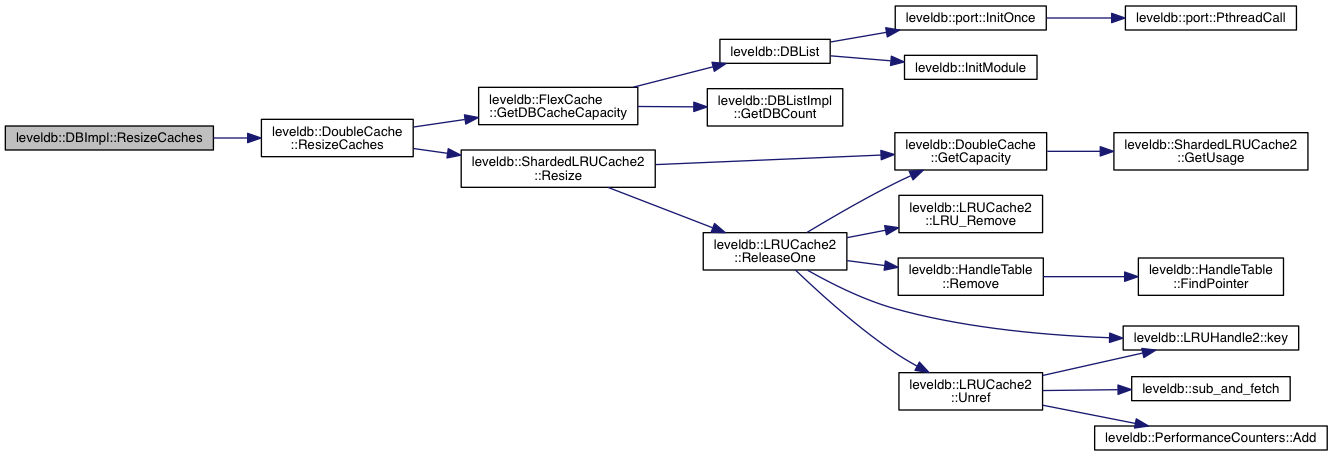 leveldb::DBImpl::ResizeCaches
leveldb::DoubleCache
::ResizeCaches
leveldb::FlexCache
::GetDBCacheCapacity
leveldb::ShardedLRUCache2
::Resize
leveldb::DBList
leveldb::DBListImpl
::GetDBCount
leveldb::LRUCache2
::ReleaseOne
leveldb::port::InitOnce
leveldb::InitModule
leveldb::DoubleCache
::GetCapacity
leveldb::LRUCache2
::LRU_Remove
leveldb::HandleTable
::Remove
leveldb::LRUCache2
::Unref
leveldb::port::PthreadCall
leveldb::ShardedLRUCache2
::GetUsage
leveldb::HandleTable
::FindPointer
leveldb::LRUHandle2::key
leveldb::sub_and_fetch
leveldb::PerformanceCounters::Add